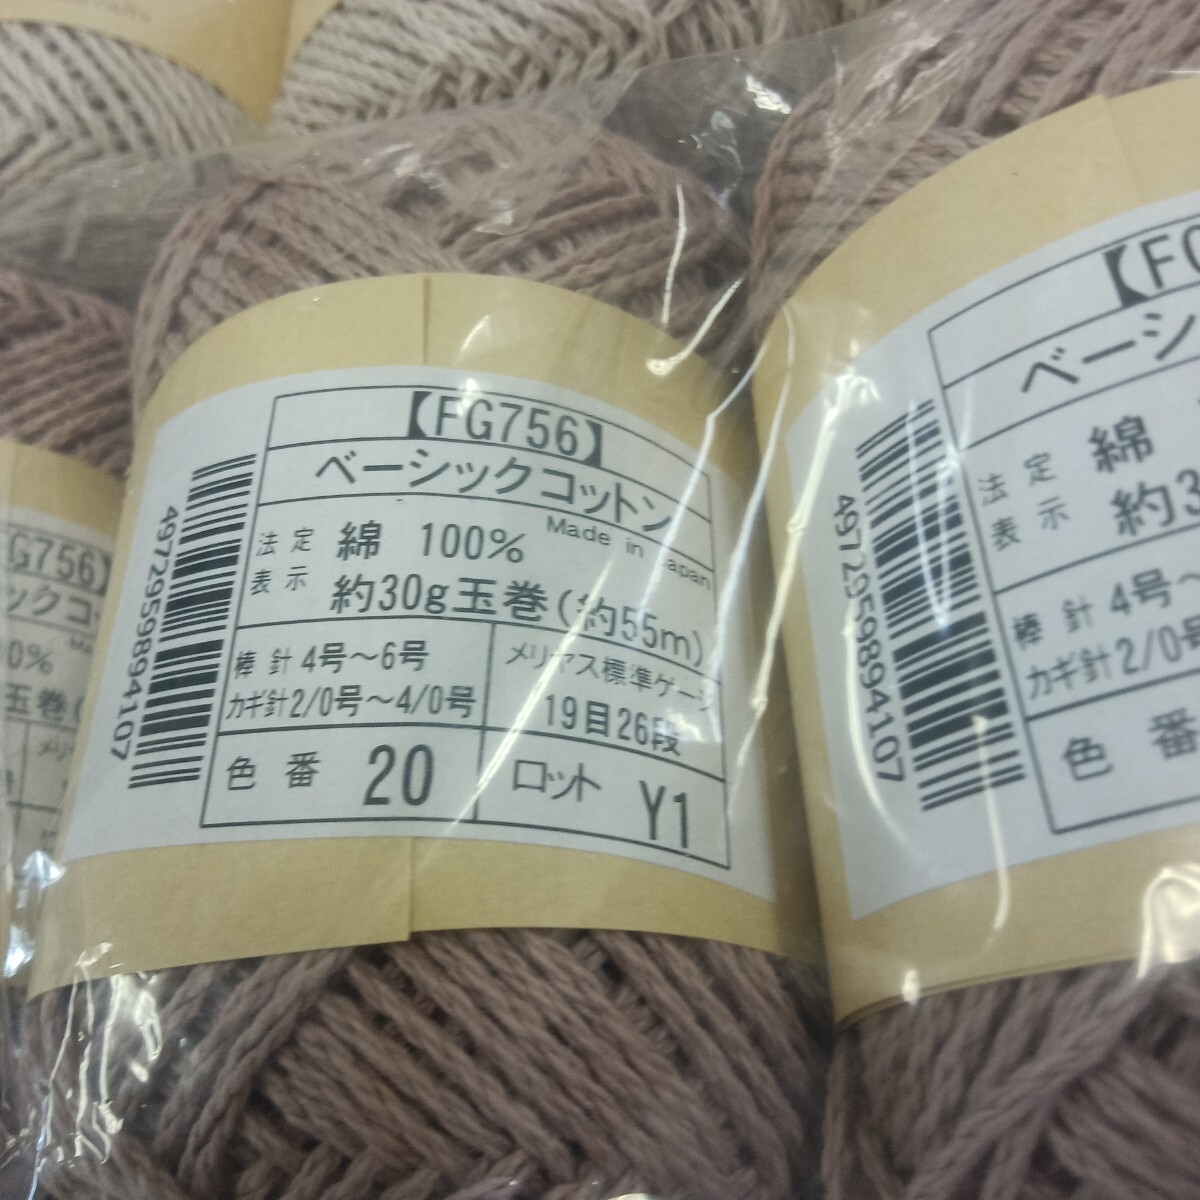 【FG756】
ベーシックコットン
法定 表示
綿 100%
Made in Japan
約30g玉巻(約55m)
棒針 4号～6号
カギ針 2/0号～4/0号
メリヤス標準ゲージ
19目26段
色番 20
ロット Y1
4972959894107
【FG
ベーシ
法定 表示
綿
約3
棒針 4号～
カギ針 2/0号
色番
4972959894107
G756】
ックコ
0%
玉巻(